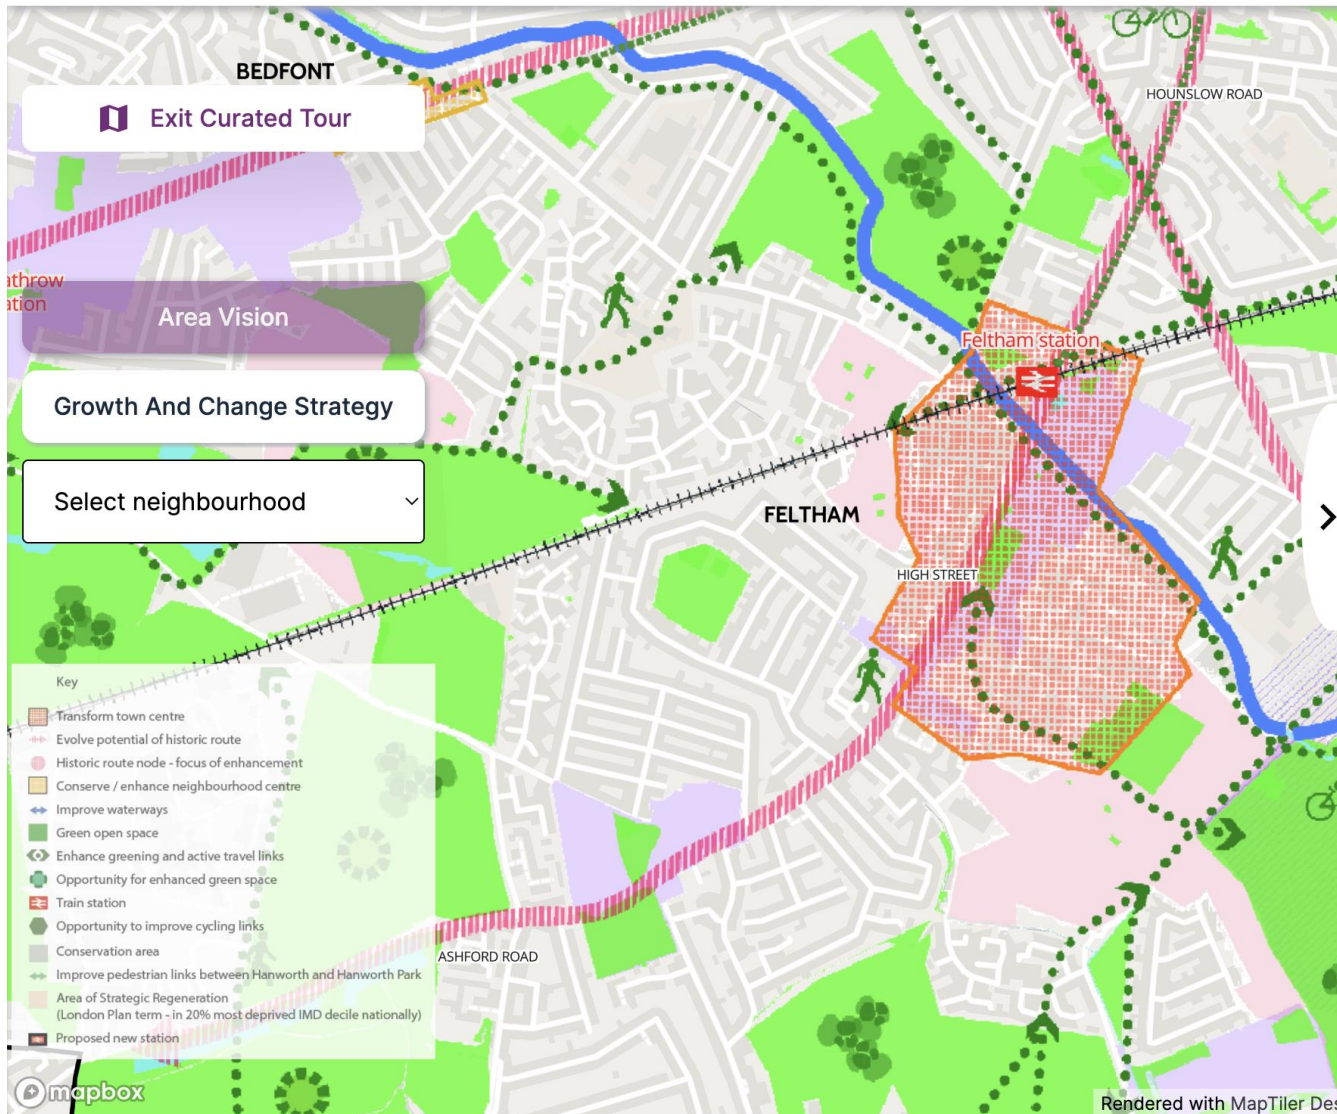 BEDFONT
HOUNSLOW ROAD
Exit Curated Tour
athrow
ation
Area Vision
Feltham station
Growth And Change Strategy
Select neighbourhood
FELTHAM
HIGH STREET
Key
Transform town centre
Evolve potential of historic route
Historic route node - focus of enhancement
Conserve / enhance neighbourhood centre
Improve waterways
Green open space
Enhance greening and active travel links
Opportunity for enhanced green space
Train station
Opportunity to improve cycling links
Conservation area
Improve pedestrian links between Hanworth and Hanworth Park
Area of Strategic Regeneration
(London Plan term - in 20% most deprived IMD decile nationally)
Proposed new station
ASHFORD ROAD
mapbox
Rendered with MapTiler Des